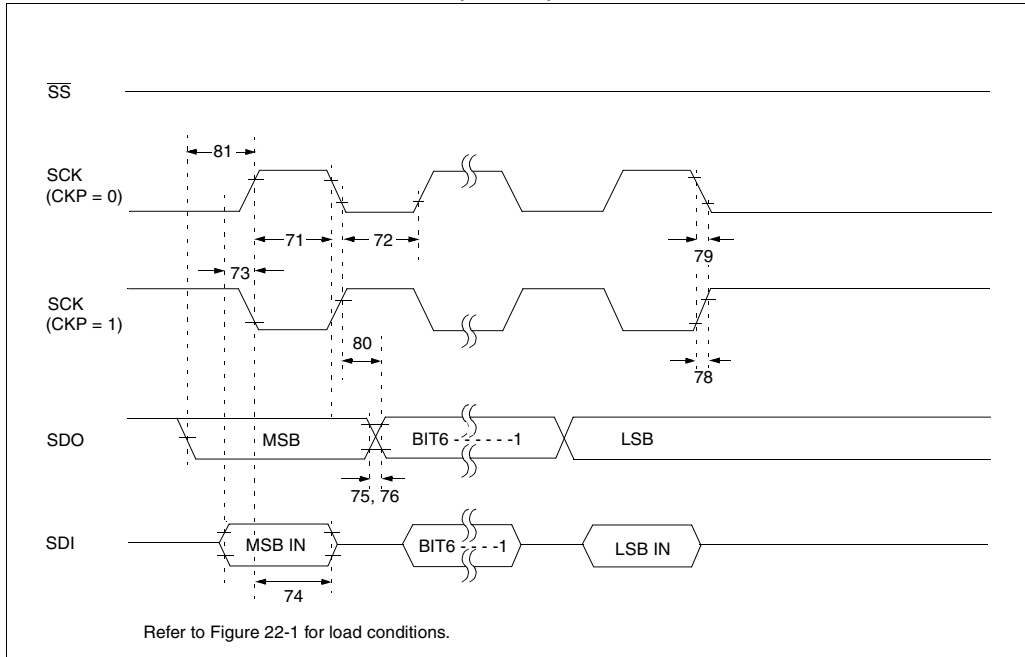 SS
81
SCK
(CKP = 0)
71
72
73
79
SCK
(CKP = 1)
80
78
SDO
MSB
BIT6 - - - - - -1
LSB
75, 76
SDI
MSB IN
BIT6 - - - -1
LSB IN
74
Refer to Figure 22-1 for load conditions.